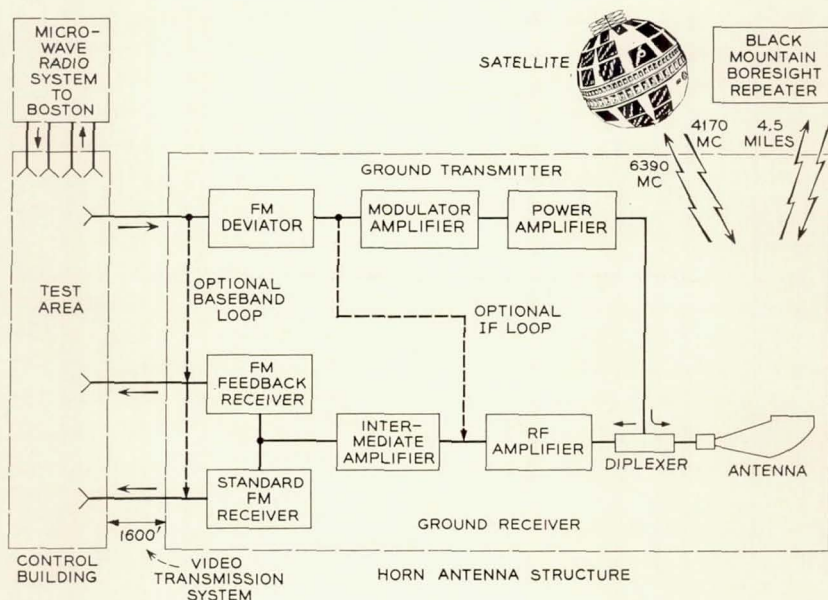 MICRO-
WAVE
RADIO
SYSTEM
TO
BOSTON
SATELLITE
BLACK
MOUNTAIN
BORESIGHT
REPEATER
4170
MC
4.5
MILES
6390
MC
GROUND TRANSMITTER
FM
DEVIATOR
MODULATOR
AMPLIFIER
POWER
AMPLIFIER
TEST
AREA
OPTIONAL
BASEBAND
LOOP
OPTIONAL
IF LOOP
FM
FEEDBACK
RECEIVER
INTER-
MEDIATE
AMPLIFIER
RF
AMPLIFIER
DIPLEXER
ANTENNA
STANDARD
FM
RECEIVER
GROUND RECEIVER
1600'
CONTROL
BUILDING
VIDEO
TRANSMISSION
SYSTEM
HORN ANTENNA STRUCTURE